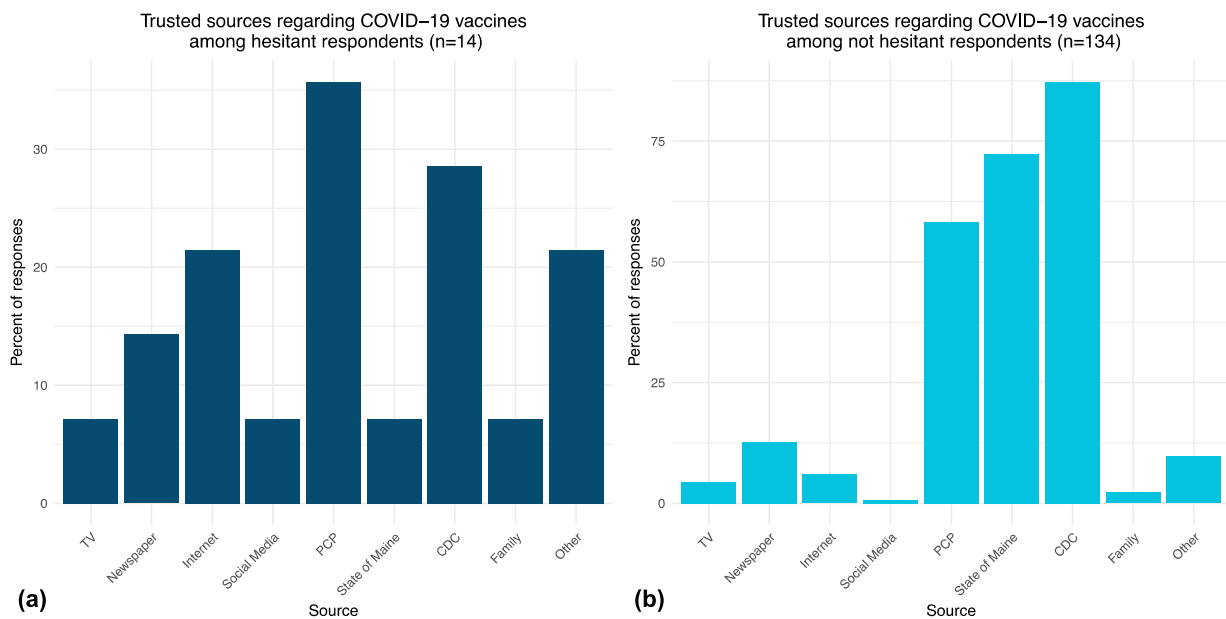 Trusted sources regarding COVID−19 vaccines
among hesitant respondents (n=14)
Percent of responses
30
20
10
0
TV
Newspaper
Internet
Social Media
PCP
State of Maine
CDC
Family
Other
Source
(a)
Trusted sources regarding COVID−19 vaccines
among not hesitant respondents (n=134)
Percent of responses
75
50
25
0
TV
Newspaper
Internet
Social Media
PCP
State of Maine
CDC
Family
Other
Source
(b)